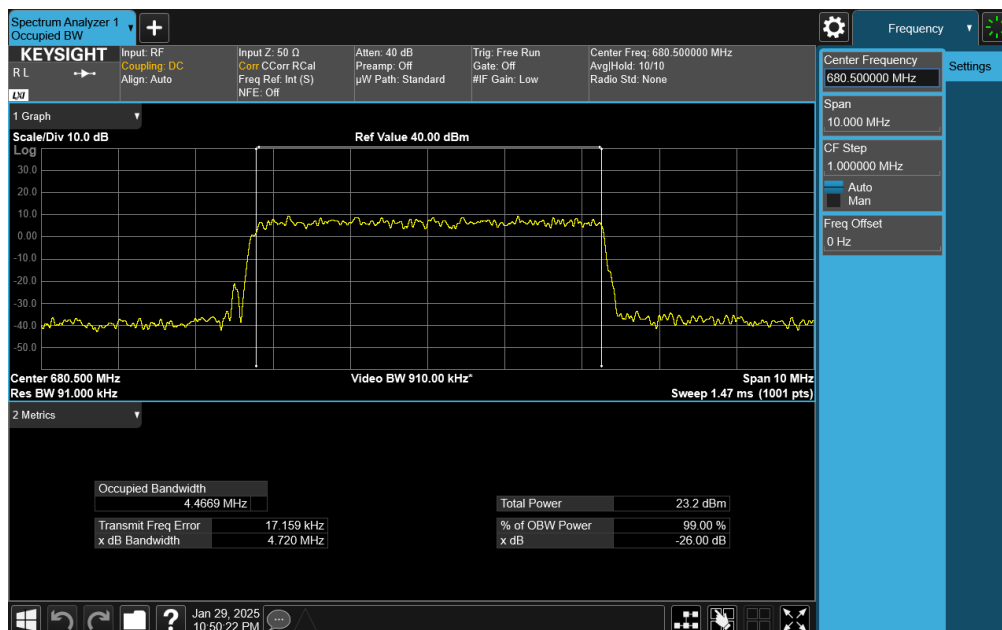 Spectrum Analyzer 1
Occupied BW
+
Frequency
KEYSIGHT
R L
LXI
Input: RF
Coupling: DC
Align: Auto
Input Z: 50 Ω
Corr CCorr RCal
Freq Ref: Int (S)
NFE: Off
Atten: 40 dB
Preamp: Off
µW Path: Standard
Trig: Free Run
Gate: Off
#IF Gain: Low
Center Freq: 680.500000 MHz
Avg|Hold: 10/10
Radio Std: None
Center Frequency
680.500000 MHz
Settings
Span
10.000 MHz
CF Step
1.000000 MHz
Auto
Man
Freq Offset
0 Hz
1 Graph
Scale/Div 10.0 dB
Ref Value 40.00 dBm
Log
30.0
20.0
10.0
0.00
-10.0
-20.0
-30.0
-40.0
-50.0
Center 680.500 MHz
Video BW 910.00 kHz*
Span 10 MHz
Res BW 91.000 kHz
Sweep 1.47 ms (1001 pts)
2 Metrics
Occupied Bandwidth
4.4669 MHz
Total Power 23.2 dBm
Transmit Freq Error 17.159 kHz
% of OBW Power 99.00 %
x dB Bandwidth 4.720 MHz
x dB -26.00 dB
?
Jan 29, 2025
10:50:22 PM